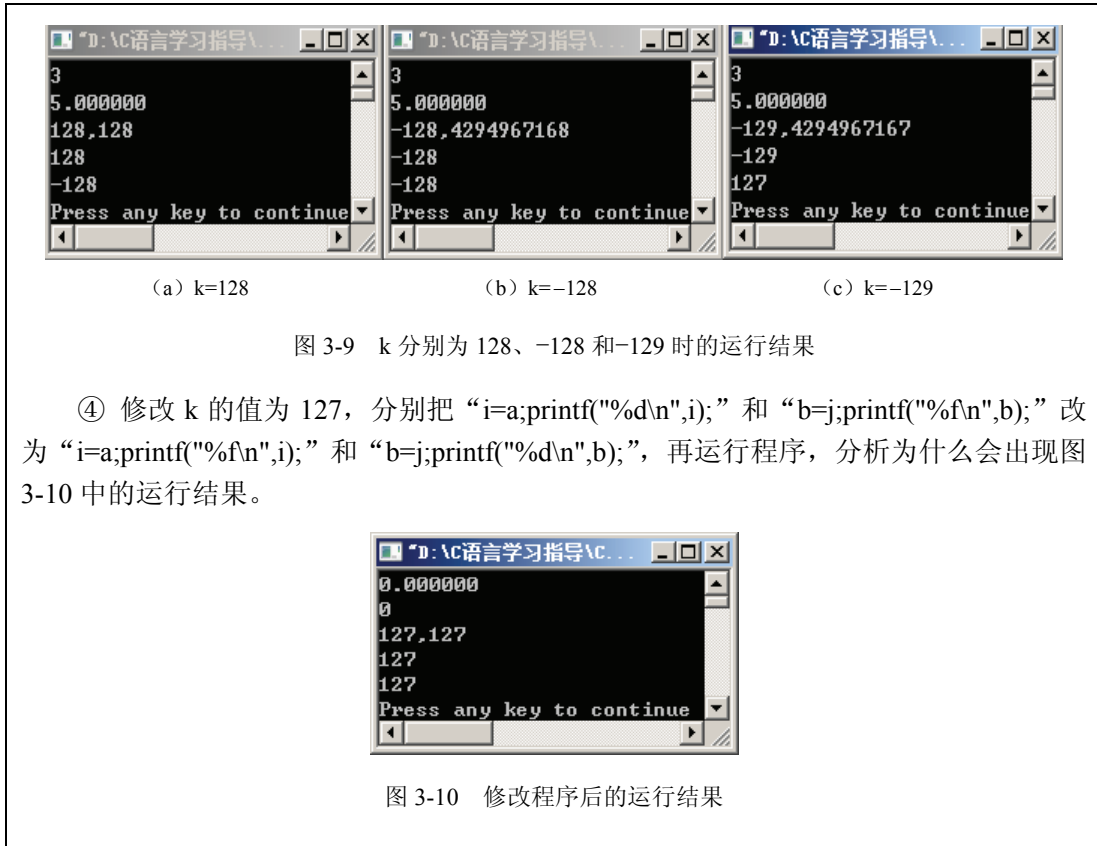 "D:\C语言学习指导\... "D:\C语言学习指导\... "D:\C语言学习指导\...
3
5.000000
128,128
128
-128
Press any key to continue
3
5.000000
-128,4294967168
-128
-128
Press any key to continue
3
5.000000
-129,4294967167
-129
127
Press any key to continue
（a）k=128 （b）k=−128 （c）k=−129
图 3-9 k 分别为 128、−128 和−129 时的运行结果
④ 修改 k 的值为 127，分别把“i=a;printf("%d\n",i);”和“b=j;printf("%f\n",b);”改
为“i=a;printf("%f\n",i);”和“b=j;printf("%d\n",b);”，再运行程序，分析为什么会出现图
3-10 中的运行结果。
"D:\C语言学习指导\C...
0.000000
0
127,127
127
127
Press any key to continue
图 3-10 修改程序后的运行结果